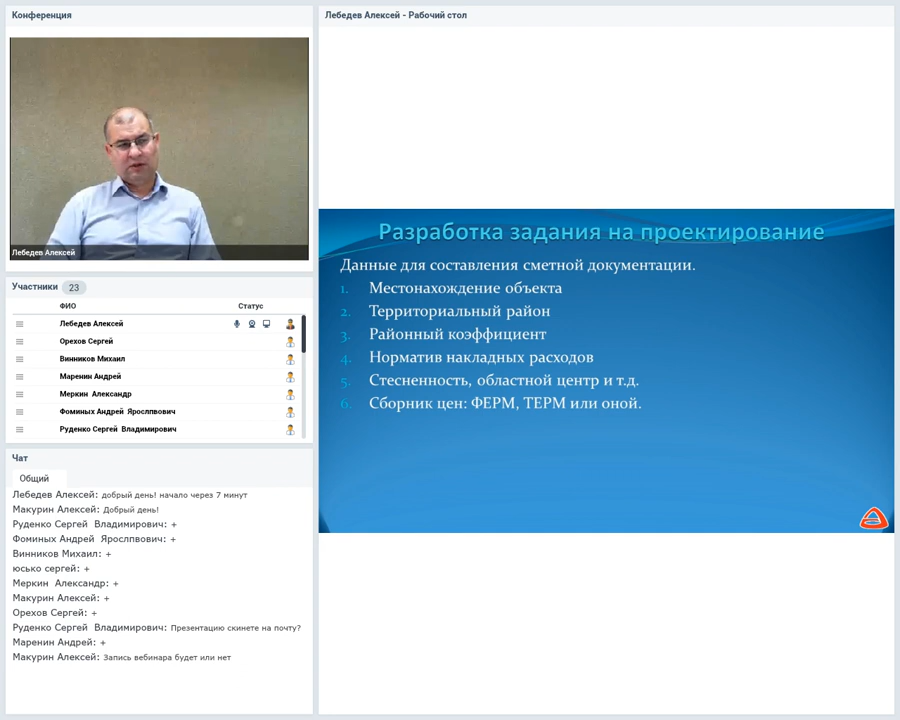 Конференция
Лебедев Алексей
Участники 23
ФИО Статус
Лебедев Алексей
Орехов Сергей
Винников Михаил
Маренин Андрей
Меркин Александр
Фоминых Андрей Ярослпвович
Руденко Сергей Владимирович
Чат
Общий
Лебедев Алексей: добрый день! начало через 7 минут
Макурин Алексей: Добрый день!
Руденко Сергей Владимирович: +
Фоминых Андрей Ярослпвович: +
Винников Михаил: +
юсько сергей: +
Меркин Александр: +
Макурин Алексей: +
Орехов Сергей: +
Руденко Сергей Владимирович: Презентацию скинете на почту?
Маренин Андрей: +
Макурин Алексей: Запись вебинара будет или нет
Лебедев Алексей - Рабочий стол
Разработка задания на проектирование
Данные для составления сметной документации.
1. Местонахождение объекта
2. Территориальный район
3. Районный коэффициент
4. Норматив накладных расходов
5. Стесненность, областной центр и т.д.
6. Сборник цен: ФЕРМ, ТЕРМ или оной.